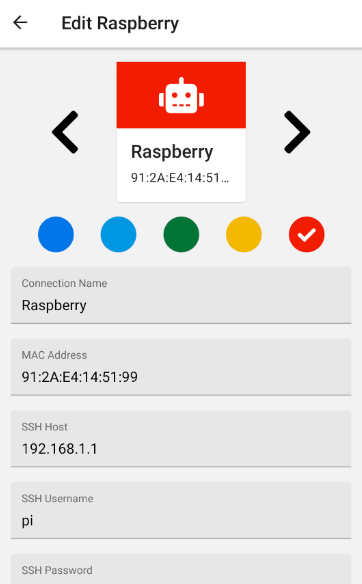 Edit Raspberry
Raspberry
91:2A:E4:14:51...
Connection Name
Raspberry
MAC Address
91:2A:E4:14:51:99
SSH Host
192.168.1.1
SSH Username
pi
SSH Password